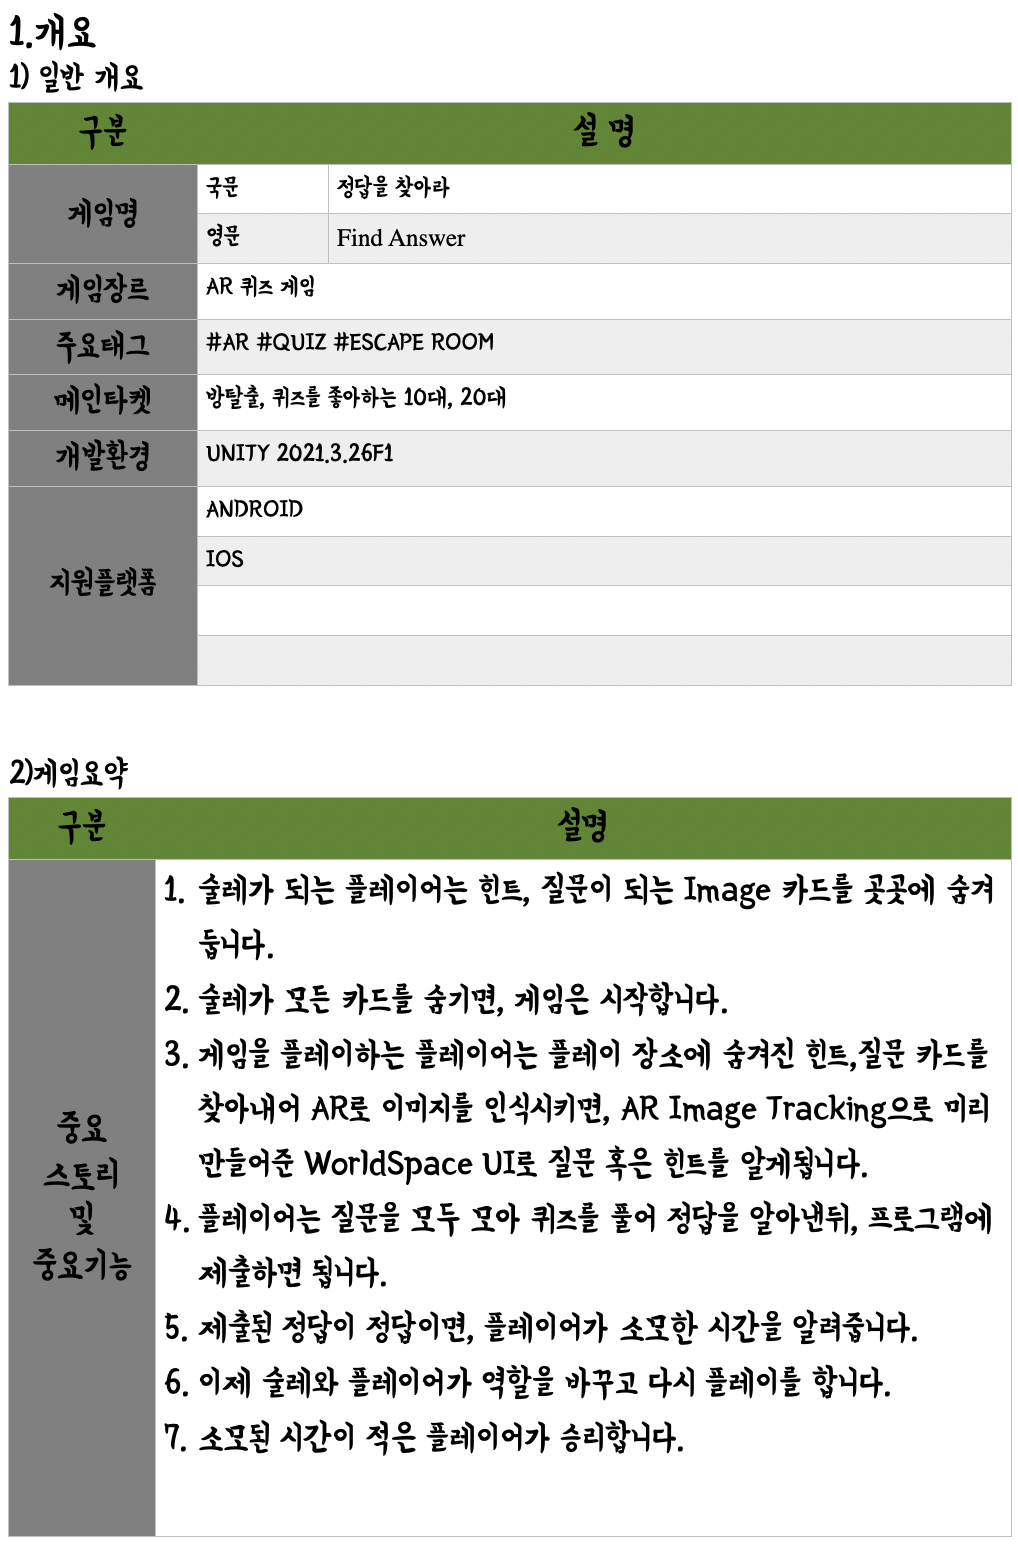 1.개요
1) 일반 개요
구분 설 명
게임명 국문 정답을 찾아라
영문 Find Answer
게임장르 AR 퀴즈 게임
주요태그 #AR #QUIZ #ESCAPE ROOM
메인타켓 방탈출, 퀴즈를 좋아하는 10대, 20대
개발환경 UNITY 2021.3.26F1
지원플랫폼 ANDROID
IOS
2)게임요약
구분 설명
중요
스토리
및
중요기능
1. 술레가 되는 플레이어는 힌트, 질문이 되는 Image 카드를 곳곳에 숨겨
둡니다.
2. 술레가 모든 카드를 숨기면, 게임은 시작합니다.
3. 게임을 플레이하는 플레이어는 플레이 장소에 숨겨진 힌트,질문 카드를
찾아내어 AR로 이미지를 인식시키면, AR Image Tracking으로 미리
만들어준 WorldSpace UI로 질문 혹은 힌트를 알게됩니다.
4. 플레이어는 질문을 모두 모아 퀴즈를 풀어 정답을 알아낸뒤, 프로그램에
제출하면 됩니다.
5. 제출된 정답이 정답이면, 플레이어가 소모한 시간을 알려줍니다.
6. 이제 술레와 플레이어가 역할을 바꾸고 다시 플레이를 합니다.
7. 소모된 시간이 적은 플레이어가 승리합니다.